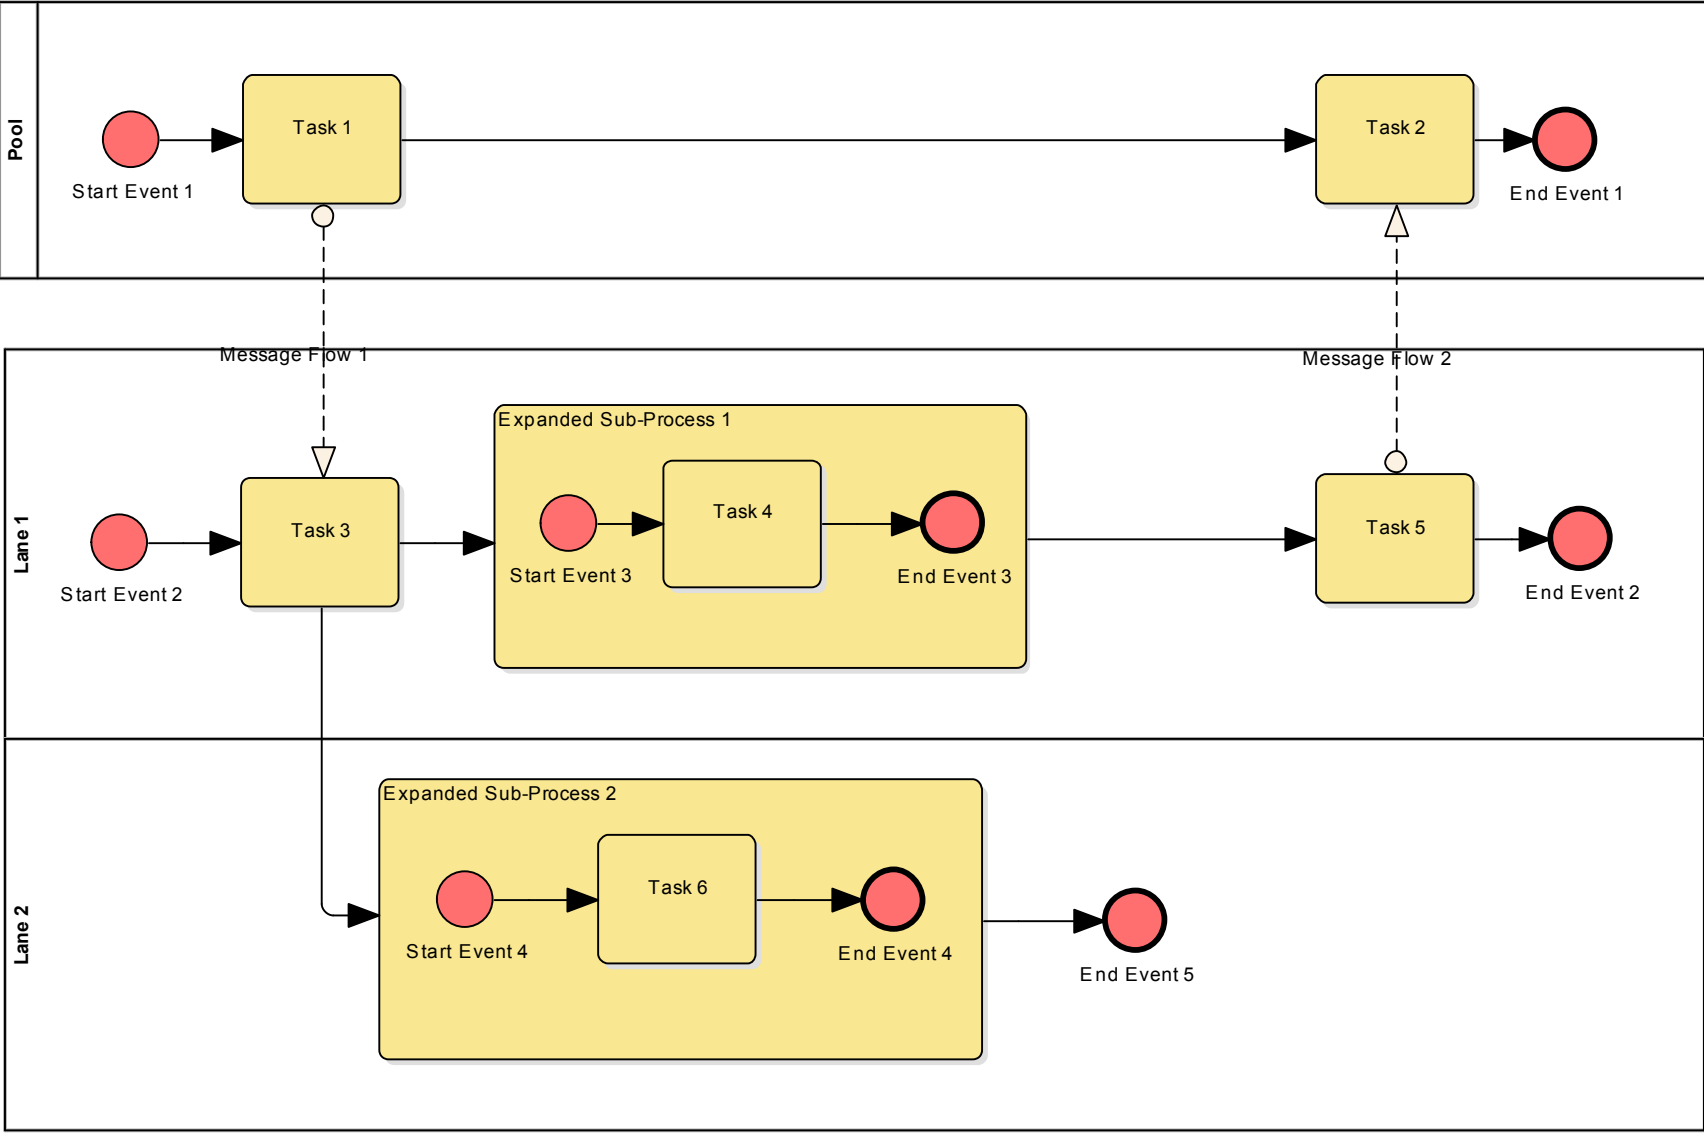 Pool
Task 1
Task 2
Start Event 1
End Event 1
Message Flow 1
Message Flow 2
Lane 1
Expanded Sub-Process 1
Task 3
Task 4
Task 5
Start Event 2
Start Event 3
End Event 3
End Event 2
Lane 2
Expanded Sub-Process 2
Task 6
Start Event 4
End Event 4
End Event 5